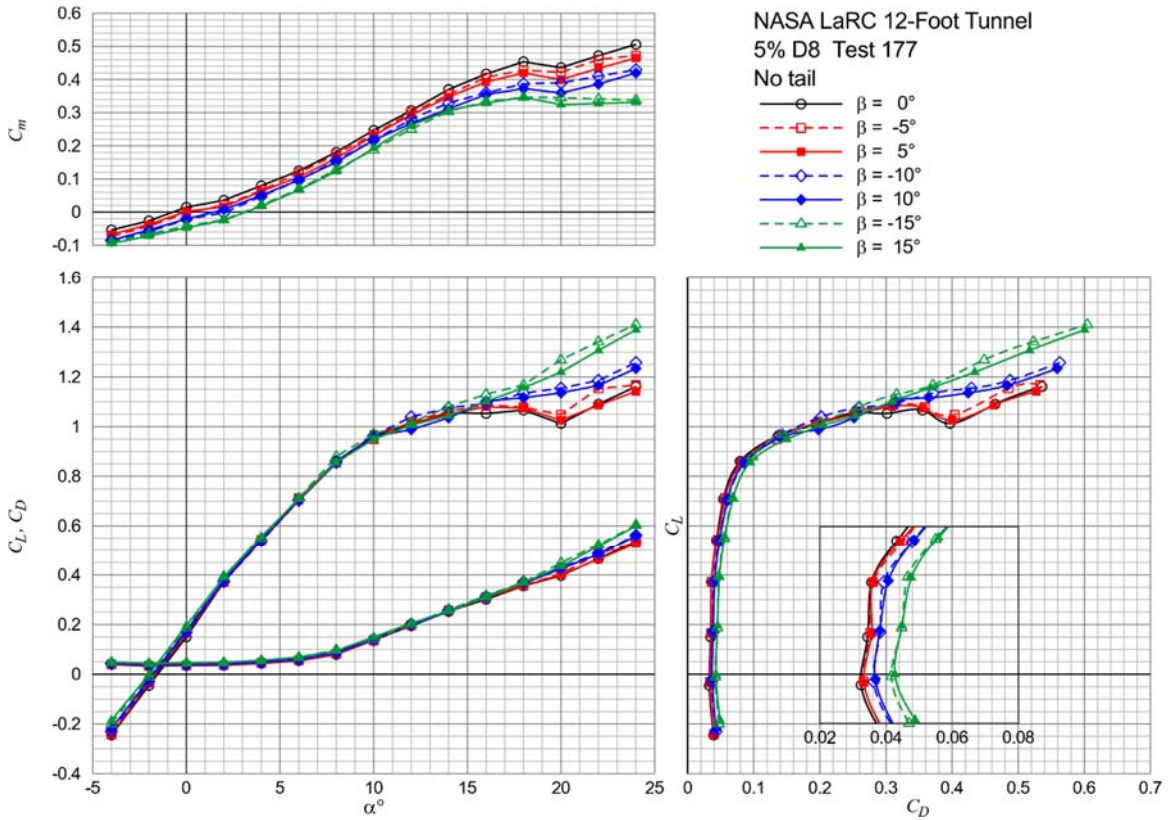 NASA LaRC 12-Foot Tunnel
5% D8 Test 177
No tail
β = 0°
β = -5°
β = 5°
β = -10°
β = 10°
β = -15°
β = 15°
0.6
0.5
0.4
0.3
0.2
0.1
0
-0.1
Cm
1.6
1.4
1.2
1
0.8
0.6
0.4
0.2
0
-0.2
-0.4
CL, CD
-5 0 5 10 15 20 25
α°
CL
0.02 0.04 0.06 0.08
0 0.1 0.2 0.3 0.4 0.5 0.6 0.7
CD